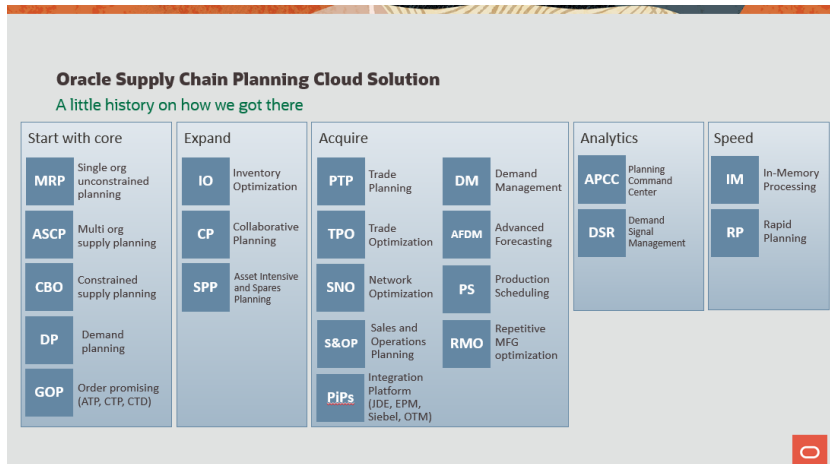 Oracle Supply Chain Planning Cloud Solution
A little history on how we got there
Start with core
MRP
Single org
unconstrained
planning
ASCP
Multi org
supply planning
CBO
Constrained
supply planning
DP
Demand
planning
GOP
Order promising
(ATP, CTP, CTD)
Expand
IO
Inventory
Optimization
CP
Collaborative
Planning
SPP
Asset Intensive
and Spares
Planning
Acquire
PTP
Trade
Planning
TPO
Trade
Optimization
SNO
Network
Optimization
S&OP
Sales and
Operations
Planning
PiPs
Integration
Platform
(JDE, EPM,
Siebel, OTM)
DM
Demand
Management
AFDM
Advanced
Forecasting
PS
Production
Scheduling
RMO
Repetitive
MFG
optimization
Analytics
APCC
Planning
Command
Center
DSR
Demand
Signal
Management
Speed
IM
In-Memory
Processing
RP
Rapid
Planning